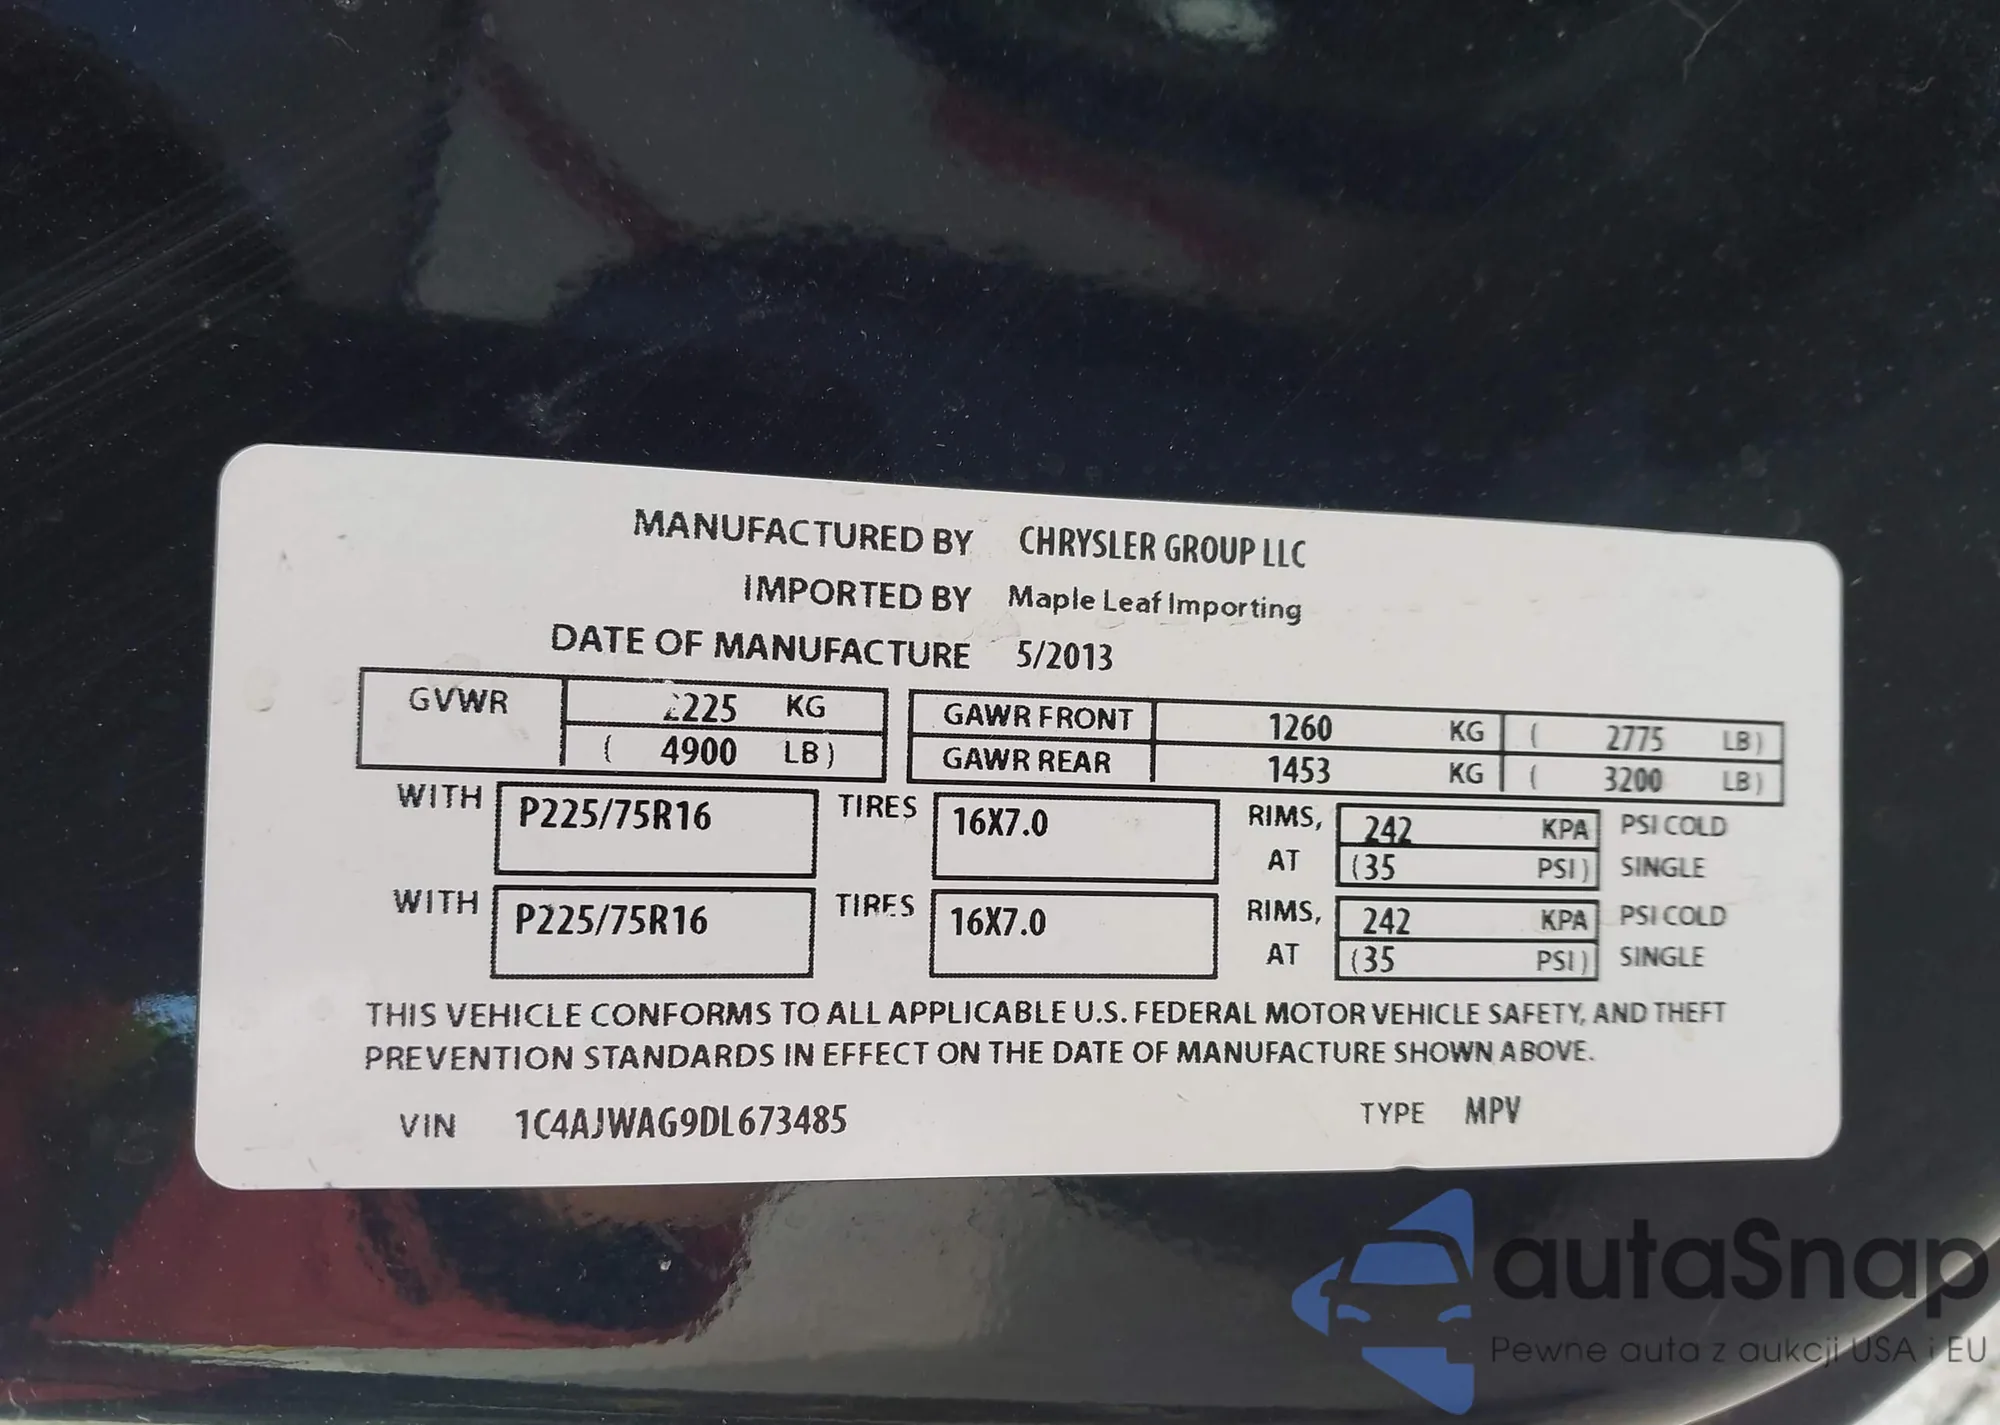 MANUFACTURED BY CHRYSLER GROUP LLC
IMPORTED BY Maple Leaf Importing
DATE OF MANUFACTURE 5/2013
GVWR 2225 KG GAWR FRONT 1260 KG ( 2775 LB)
( 4900 LB) GAWR REAR 1453 KG ( 3200 LB)
WITH P225/75R16 TIRES 16X7.0 RIMS, 242 KPA PSI COLD
AT (35 PSI) SINGLE
WITH P225/75R16 TIRES 16X7.0 RIMS, 242 KPA PSI COLD
AT (35 PSI) SINGLE
THIS VEHICLE CONFORMS TO ALL APPLICABLE U.S. FEDERAL MOTOR VEHICLE SAFETY, AND THEFT
PREVENTION STANDARDS IN EFFECT ON THE DATE OF MANUFACTURE SHOWN ABOVE.
VIN 1C4AJWAG9DL673485 TYPE MPV
autaSnap
Pewne auta z aukcji USA i EU